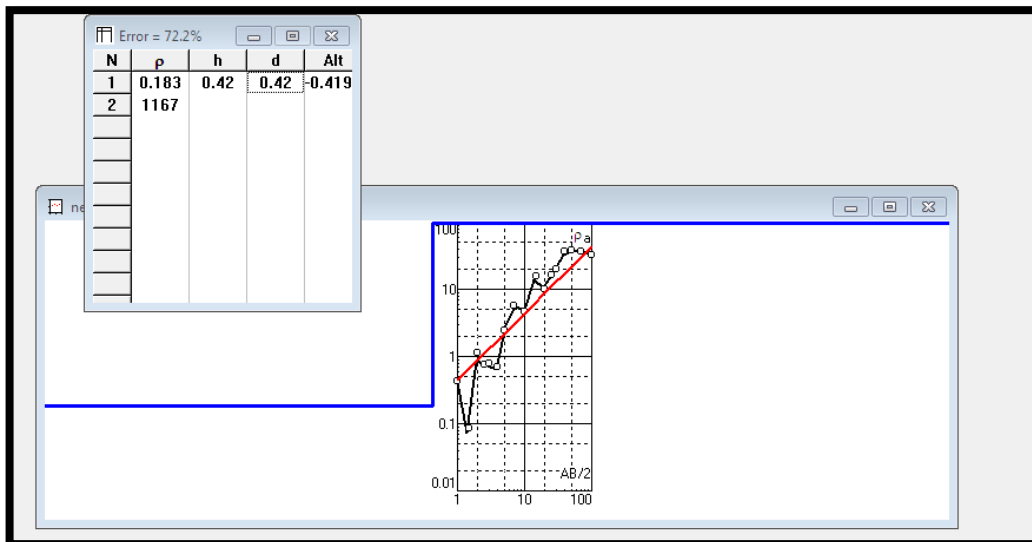 Error = 72.2%
N ρ h d Alt
1 0.183 0.42 0.42 -0.419
2 1167
ne
100
ρa
10
1
0.1
0.01
AB/2
1 10 100